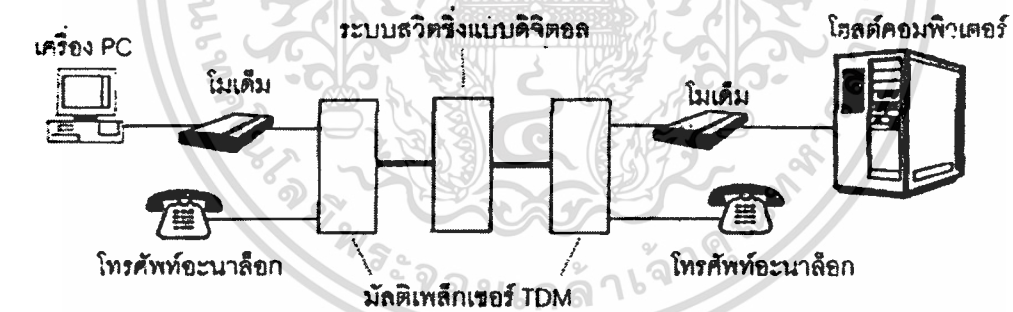 ระบบสวิตชิ่งแบบดิจิตอล
โฮสต์คอมพิวเตอร์
เครื่อง PC
โมเด็ม
โมเด็ม
โทรศัพท์อะนาล็อก
โทรศัพท์อะนาล็อก
มัลติเพล็กเซอร์ TDM